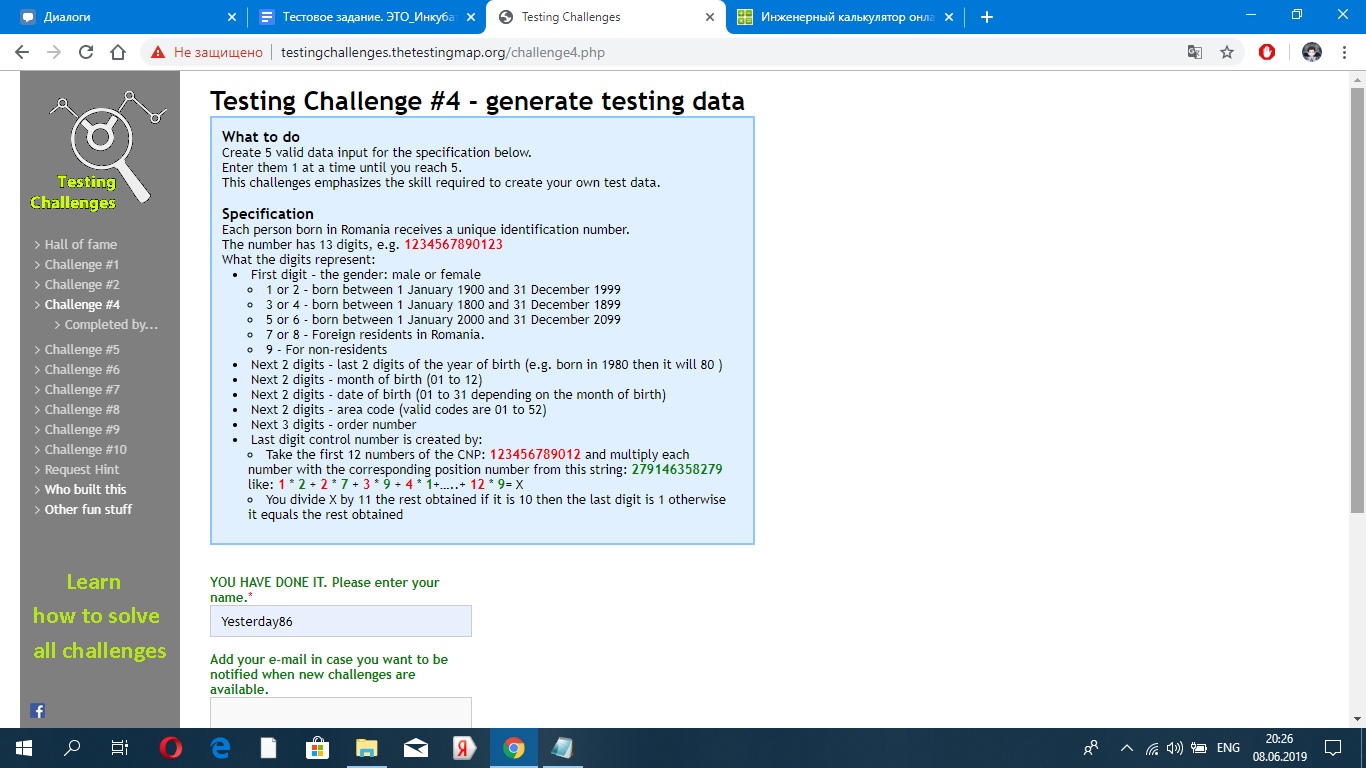 Диалоги
Тестовое задание. ЭТО_Инкуба
Testing Challenges
Инженерный калькулятор онла
Не защищено
testingchallenges.thetestingmap.org/challenge4.php
Testing
Challenges
> Hall of fame
> Challenge #1
> Challenge #2
> Challenge #4
> Completed by...
> Challenge #5
> Challenge #6
> Challenge #7
> Challenge #8
> Challenge #9
> Challenge #10
> Request Hint
> Who built this
> Other fun stuff
Learn
how to solve
all challenges
Testing Challenge #4 - generate testing data
What to do
Create 5 valid data input for the specification below.
Enter them 1 at a time until you reach 5.
This challenges emphasizes the skill required to create your own test data.
Specification
Each person born in Romania receives a unique identification number.
The number has 13 digits, e.g. 1234567890123
What the digits represent:
First digit - the gender: male or female
1 or 2 - born between 1 January 1900 and 31 December 1999
3 or 4 - born between 1 January 1800 and 31 December 1899
5 or 6 - born between 1 January 2000 and 31 December 2099
7 or 8 - Foreign residents in Romania.
9 - For non-residents
Next 2 digits - last 2 digits of the year of birth (e.g. born in 1980 then it will 80 )
Next 2 digits - month of birth (01 to 12)
Next 2 digits - date of birth (01 to 31 depending on the month of birth)
Next 2 digits - area code (valid codes are 01 to 52)
Next 3 digits - order number
Last digit control number is created by:
Take the first 12 numbers of the CNP: 123456789012 and multiply each
number with the corresponding position number from this string: 279146358279
like: 1 * 2 + 2 * 7 + 3 * 9 + 4 * 1+.....+ 12 * 9= X
You divide X by 11 the rest obtained if it is 10 then the last digit is 1 otherwise
it equals the rest obtained
YOU HAVE DONE IT. Please enter your
name.*
Yesterday86
Add your e-mail in case you want to be
notified when new challenges are
available.
ENG
20:26
08.06.2019